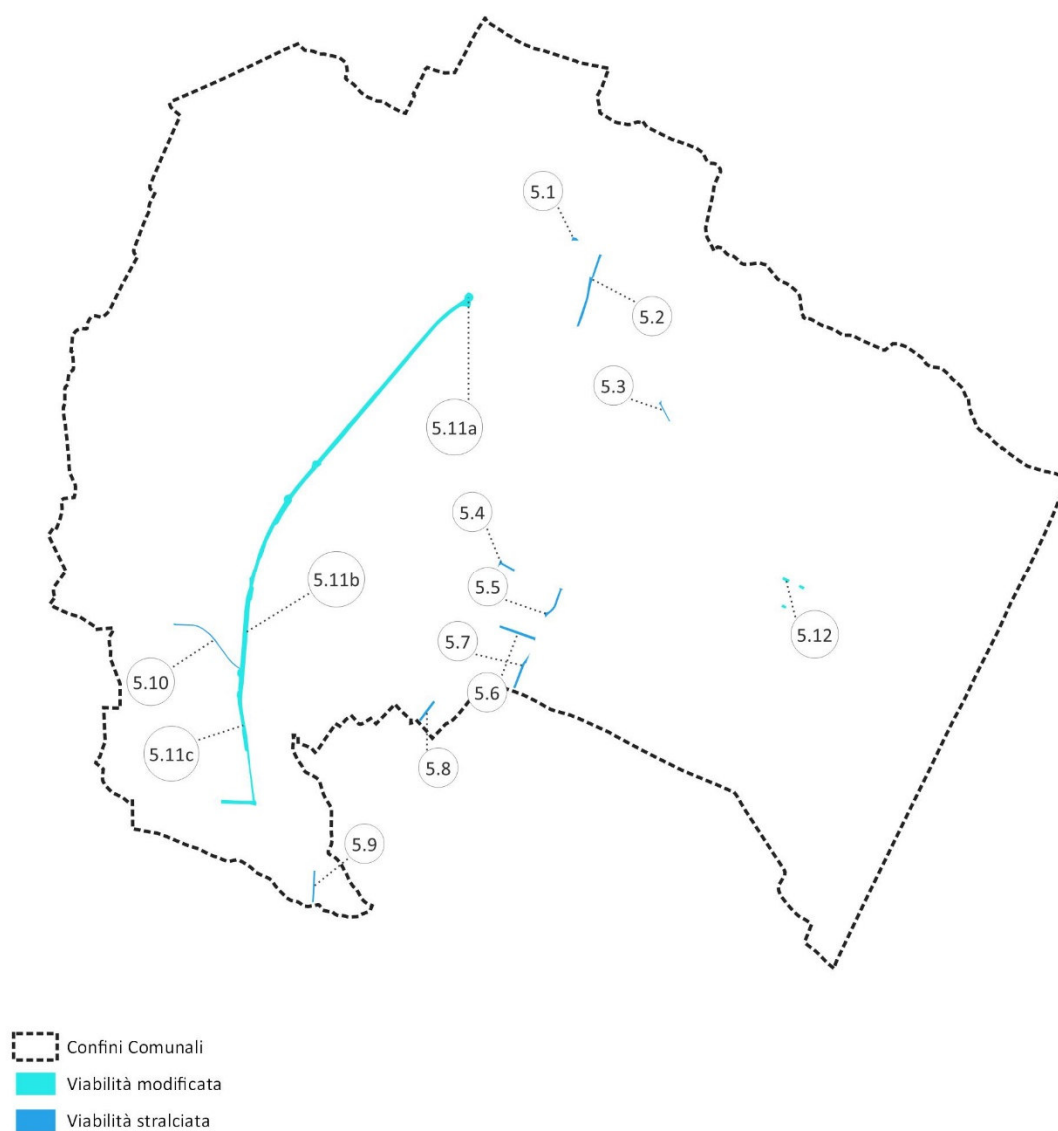 5.1
5.2
5.3
5.11a
5.4
5.11b
5.5
5.12
5.7
5.10
5.6
5.11c
5.8
5.9
Confini Comunali
Viabilità modificata
Viabilità stralciata